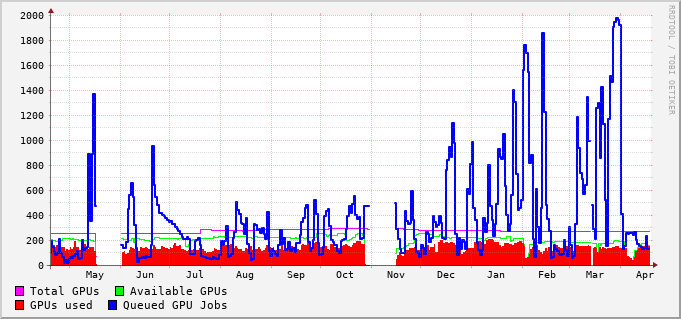 2000
1800
1600
1400
1200
1000
800
600
400
200
0
May Jun Jul Aug Sep Oct Nov Dec Jan Feb Mar Apr
Total GPUs Available GPUs
GPUs used Queued GPU Jobs
RRDTOOL / TOBI OETIKER